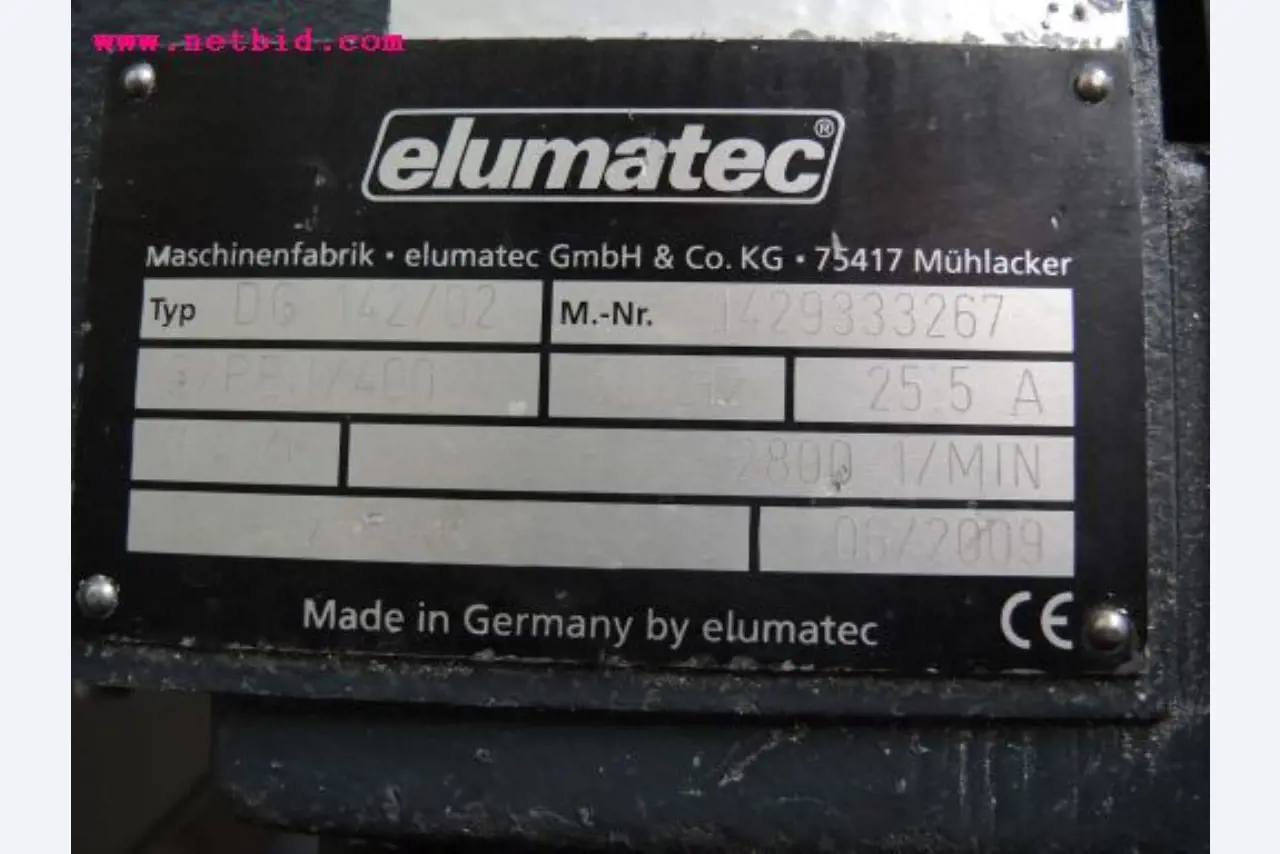 www.netbid.com
elumatec®
Maschinenfabrik · elumatec GmbH & Co. KG · 75417 Mühlacker
Typ DG 142/02 M.-Nr. 1429333267
25.5 A
2800 1/MIN
06/2009
Made in Germany by elumatec CE